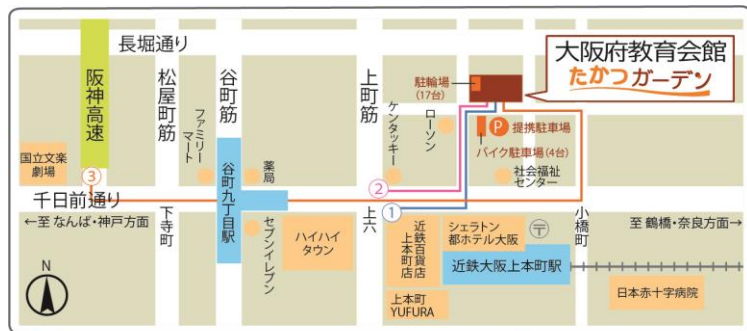 長堀通り
阪神高速
松屋町筋
谷町筋
上町筋
大阪府教育会館
たかつガーデン
駐輪場
(17台)
ファミリー
マート
ケンタッキー
ローソン
P 提携駐車場
バイク駐車場(4台)
国立文楽
劇場
③
谷町九丁目駅
薬局
②
社会福祉
センター
千日前通り
①
←至 なんば・神戸方面
下寺町
セブンイレブン
ハイハイ
タウン
上六
近鉄百貨店
上本町店
シェラトン
都ホテル大阪
〒
小橋町
至 鶴橋・奈良方面→
近鉄大阪上本町駅
N
上本町
YUFURA
日本赤十字病院